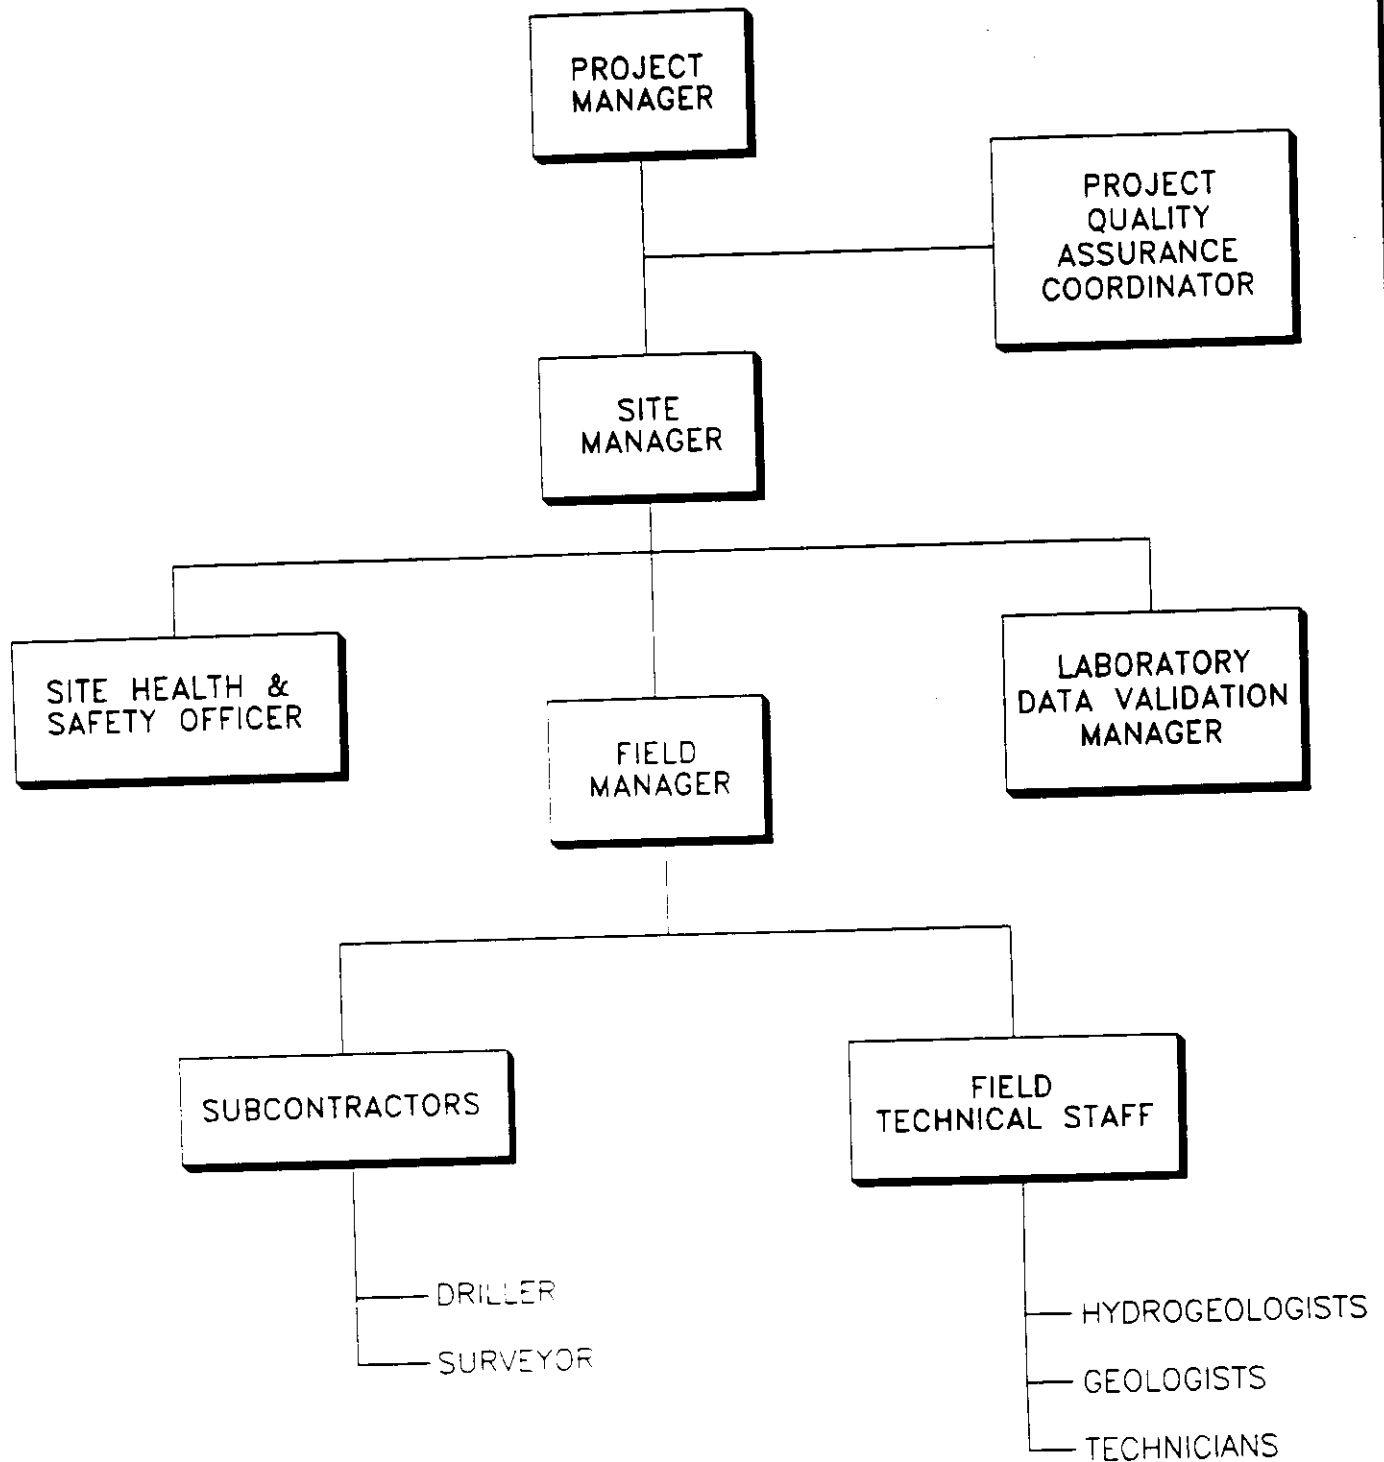 PROJECT
MANAGER
PROJECT
QUALITY
ASSURANCE
COORDINATOR
SITE
MANAGER
SITE HEALTH &
SAFETY OFFICER
FIELD
MANAGER
LABORATORY
DATA VALIDATION
MANAGER
SUBCONTRACTORS
DRILLER
SURVEYOR
FIELD
TECHNICAL STAFF
HYDROGEOLOGISTS
GEOLOGISTS
TECHNICIANS